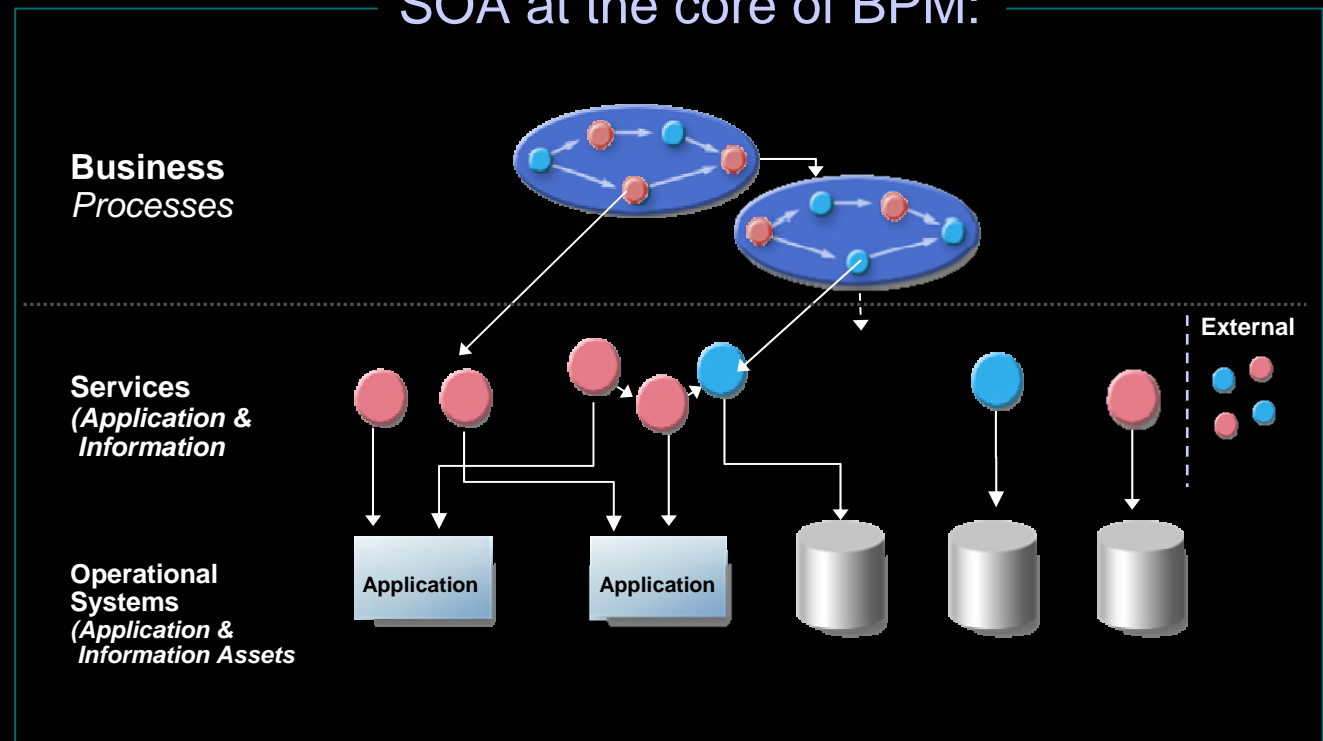 SOA at the core of BPM:
Business
Processes
External
Services
(Application &
Information
Application
Application
Operational
Systems
(Application &
Information Assets